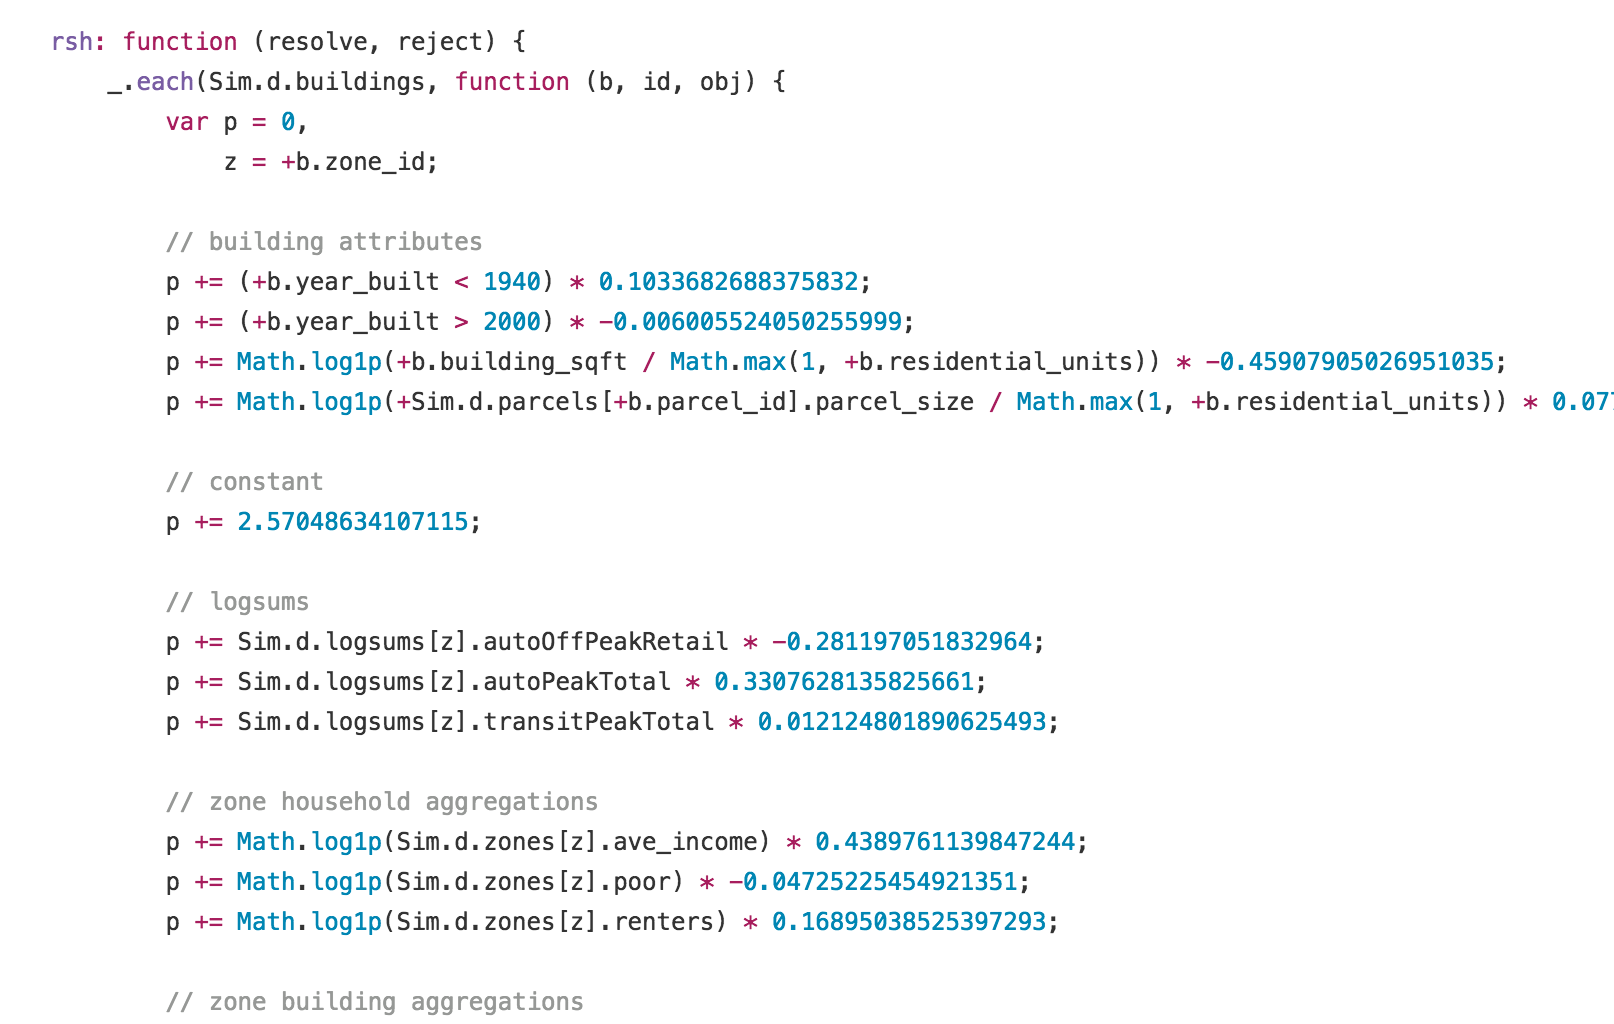 rsh: function (resolve, reject) {
_.each(Sim.d.buildings, function (b, id, obj) {
var p = 0,
z = +b.zone_id;
// building attributes
p += (+b.year_built < 1940) * 0.1033682688375832;
p += (+b.year_built > 2000) * -0.006005524050255999;
p += Math.log1p(+b.building_sqft / Math.max(1, +b.residential_units)) * -0.45907905026951035;
p += Math.log1p(+Sim.d.parcels[+b.parcel_id].parcel_size / Math.max(1, +b.residential_units)) * 0.07
// constant
p += 2.57048634107115;
// logsums
p += Sim.d.logsums[z].autoOffPeakRetail * -0.281197051832964;
p += Sim.d.logsums[z].autoPeakTotal * 0.3307628135825661;
p += Sim.d.logsums[z].transitPeakTotal * 0.012124801890625493;
// zone household aggregations
p += Math.log1p(Sim.d.zones[z].ave_income) * 0.4389761139847244;
p += Math.log1p(Sim.d.zones[z].poor) * -0.04725225454921351;
p += Math.log1p(Sim.d.zones[z].renters) * 0.16895038525397293;
// zone building aggregations